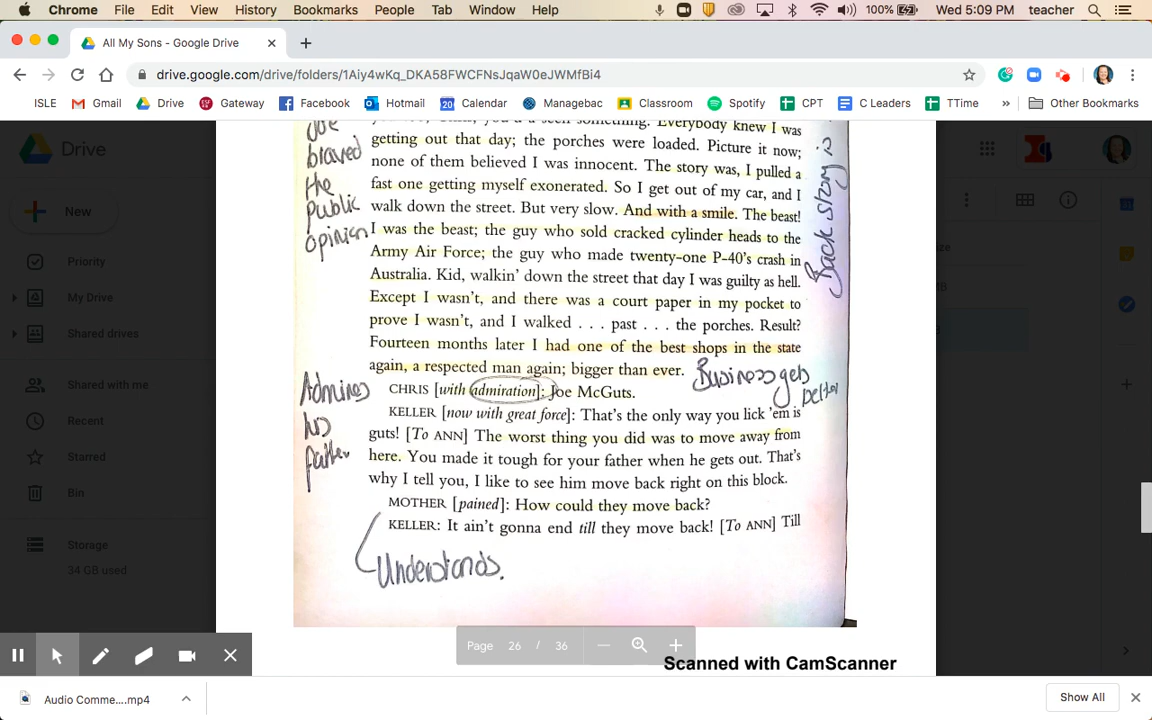 Chrome File Edit View History Bookmarks People Tab Window Help 100% Wed 5:09 PM teacher
All My Sons - Google Drive
drive.google.com/drive/folders/1Aiy4wKq_DKA58FWCFNsJqaW0eJWMfBi4
ISLE Gmail Drive Gateway Facebook Hotmail Calendar Managebac Classroom Spotify CPT C Leaders TTime » Other Bookmarks
Drive
New
Priority
My Drive
Shared drives
Shared with me
Recent
Starred
Bin
Storage
34 GB used
something. Everybody knew I was
getting out that day; the porches were loaded. Picture it now;
none of them believed I was innocent. The story was, I pulled a
fast one getting myself exonerated. So I get out of my car, and I
walk down the street. But very slow. And with a smile. The beast!
I was the beast; the guy who sold cracked cylinder heads to the
Army Air Force; the guy who made twenty-one P-40's crash in
Australia. Kid, walkin' down the street that day I was guilty as hell.
Except I wasn't, and there was a court paper in my pocket to
prove I wasn't, and I walked . . . past . . . the porches. Result?
Fourteen months later I had one of the best shops in the state
again, a respected man again; bigger than ever.
CHRIS [with admiration]: Joe McGuts.
KELLER [now with great force]: That's the only way you lick 'em is
guts! [To ANN] The worst thing you did was to move away from
here. You made it tough for your father when he gets out. That's
why I tell you, I like to see him move back right on this block.
MOTHER [pained]: How could they move back?
KELLER: It ain't gonna end till they move back! [To ANN] Till
braved
the
public
opinion
Back story
Business gets
better
Admires
his
father
Understands.
Page 26 / 36
Scanned with CamScanner
Audio Comme....mp4
Show All